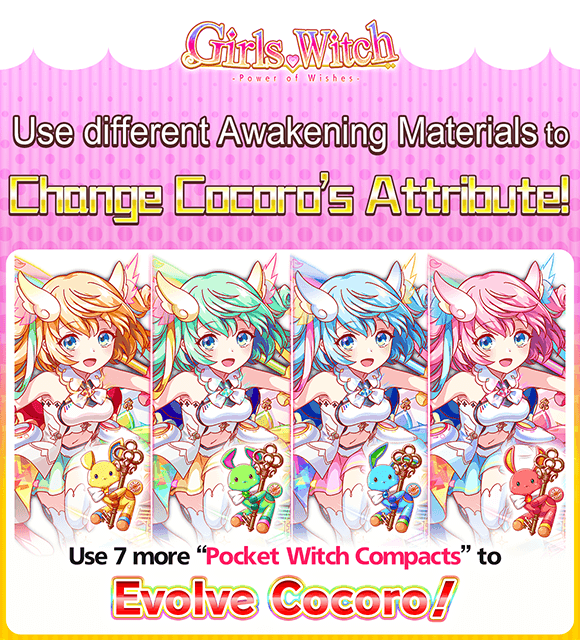 Girls Witch
-Power of Wishes-
Use different Awakening Materials to
Change Cocoro's Attribute!
Use 7 more “Pocket Witch Compacts” to
Evolve Cocoro!